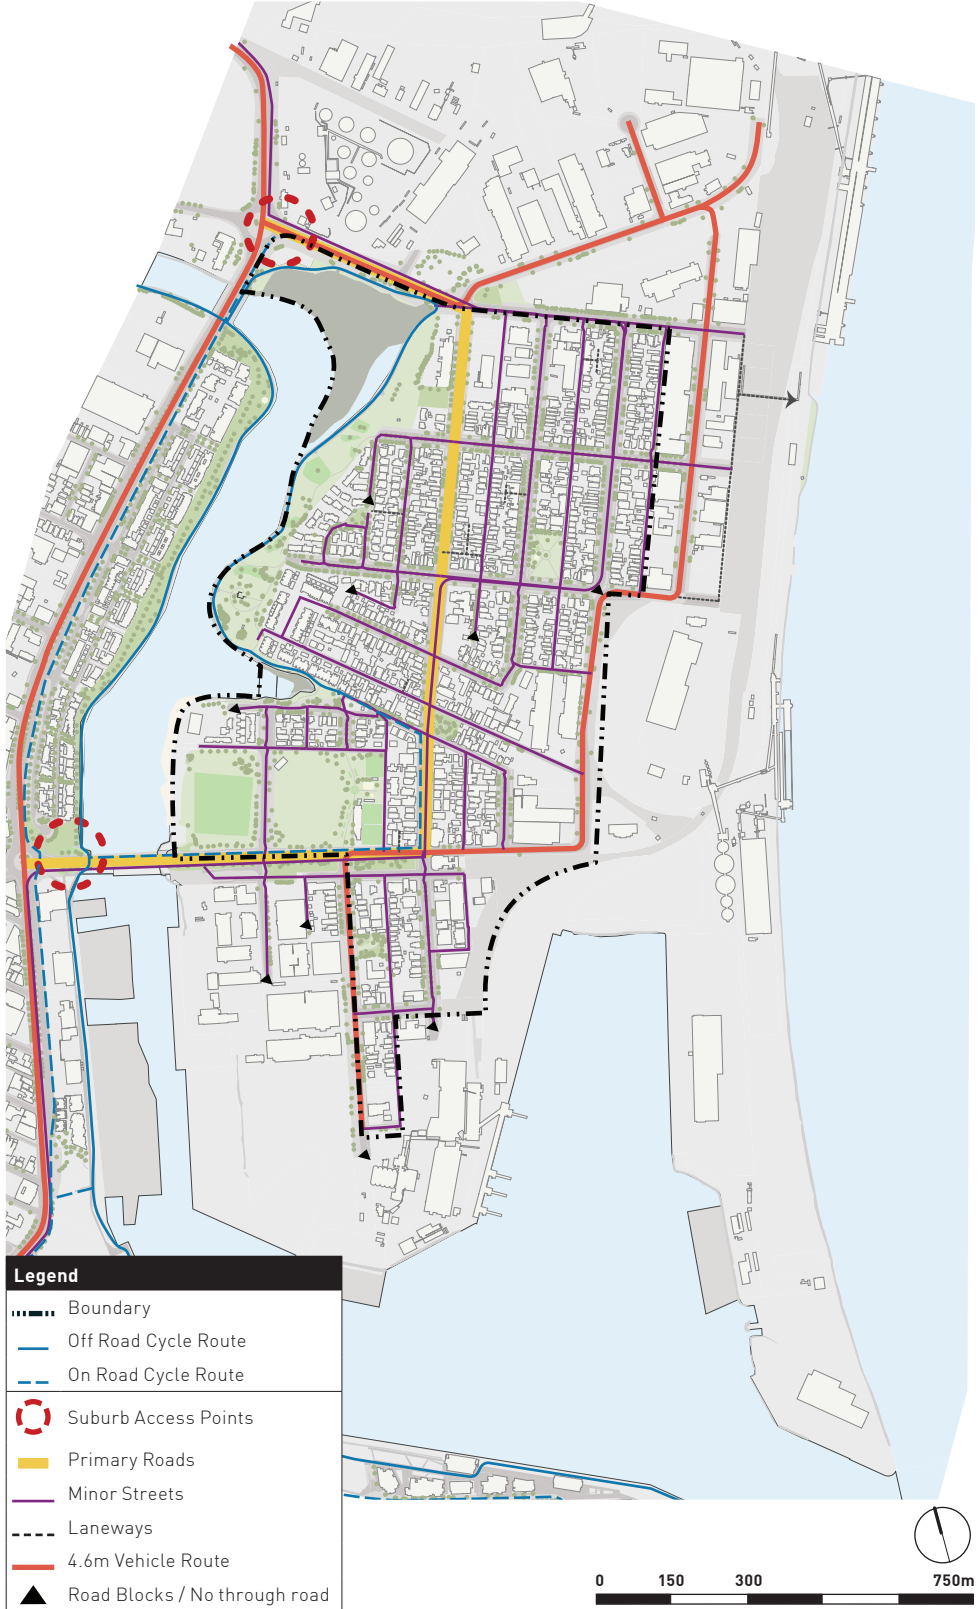 Legend
Boundary
Off Road Cycle Route
On Road Cycle Route
Suburb Access Points
Primary Roads
Minor Streets
Laneways
4.6m Vehicle Route
Road Blocks / No through road
0 150 300 750m